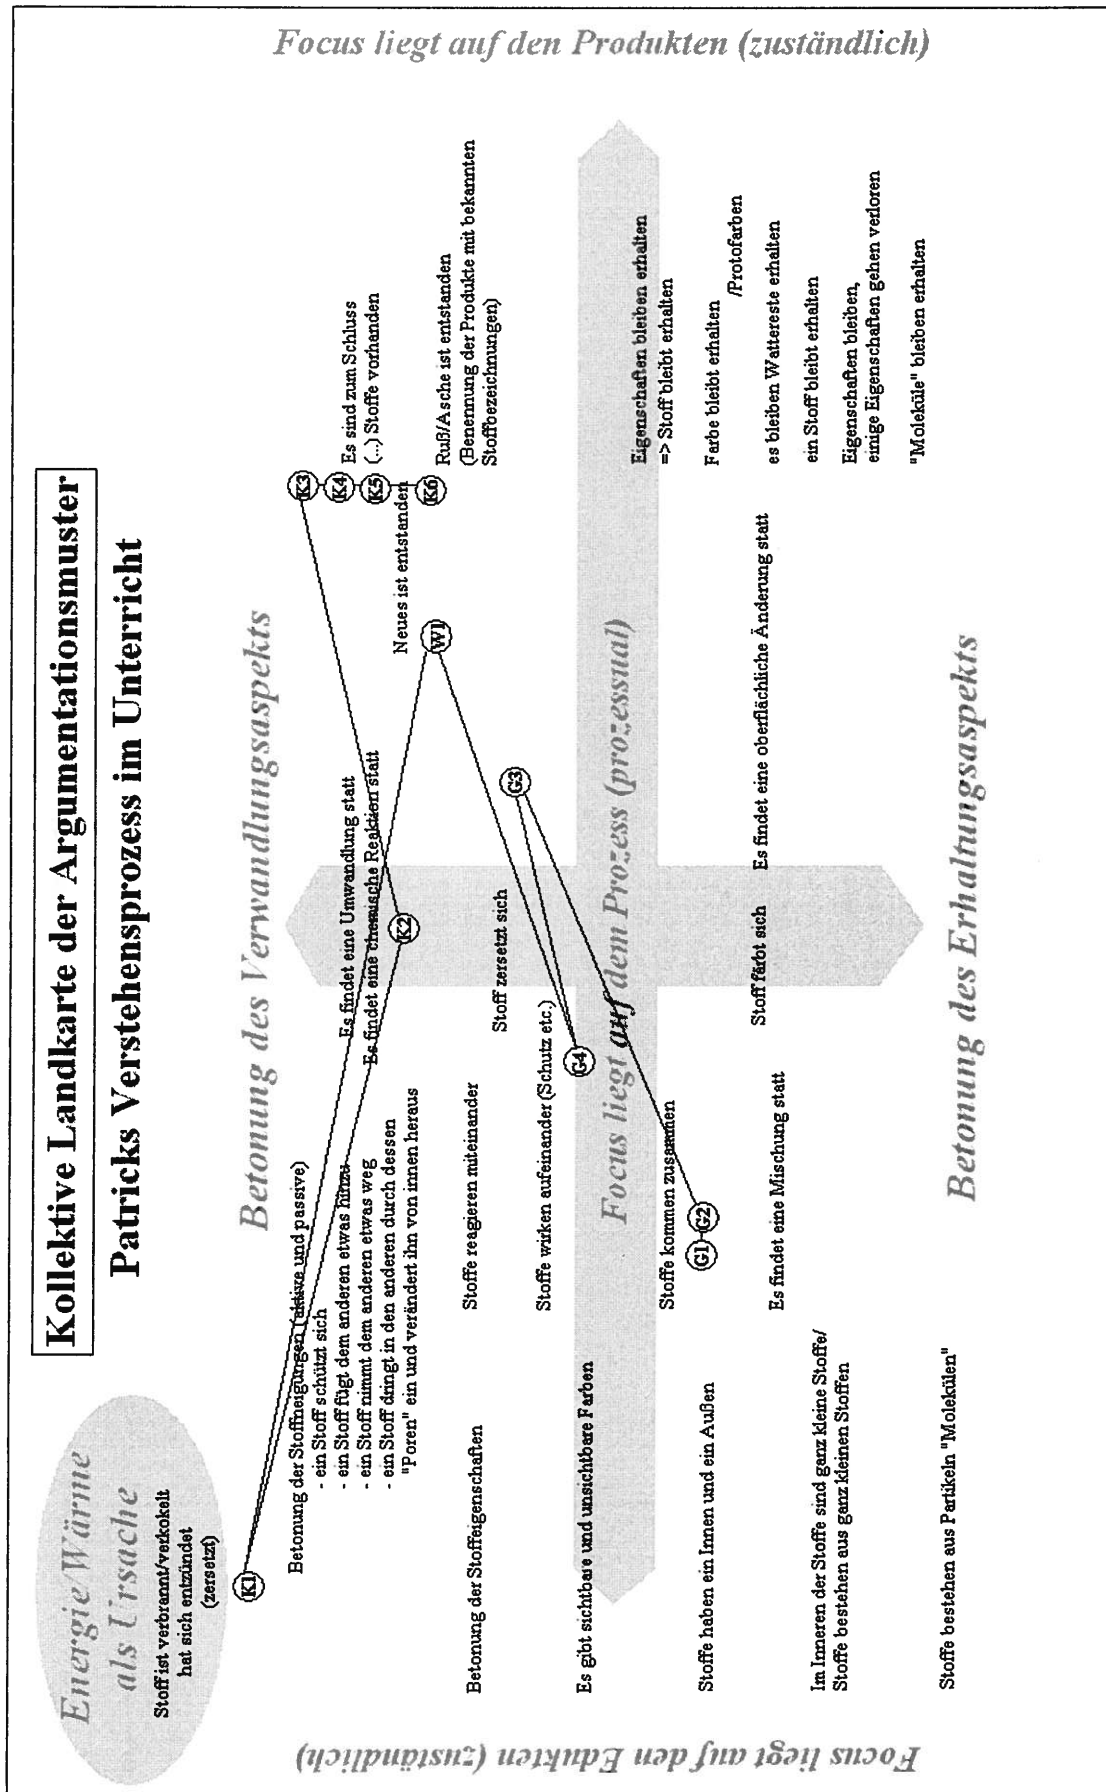 Kollektive Landkarte der Argumentationsmuster
Patricks Verstehensprozess im Unterricht
Energie/Wärme
als Ursache
Stoff ist verbrannt/verkokelt
hat sich entzündet
(zersetzt)
Betonung des Verwandlungsaspekts
K1
Betonung der Stoffneigungen (aktive und passive)
- ein Stoff schützt sich
- ein Stoff fügt dem anderen etwas hinzu
- ein Stoff nimmt dem anderen etwas weg
- ein Stoff dringt in den anderen durch dessen
"Poren" ein und verändert ihn von innen heraus
Es findet eine Umwandlung statt
Es findet eine chemische Reaktion statt
K2
K3
K4
K5
K6
Es sind zum Schluss
(...) Stoffe vorhanden
Neues ist entstanden
W1
Ruß/Asche ist entstanden
(Benennung der Produkte mit bekannten
Stoffbezeichnungen)
Betonung der Stoffeigenschaften
Stoffe reagieren miteinander
Stoff zersetzt sich
G3
Stoffe wirken aufeinander (Schutz etc.)
G4
Es gibt sichtbare und unsichtbare Farben
Focus liegt auf dem Prozess (prozessual)
Focus liegt auf den Edukten (zuständlich)
Focus liegt auf den Produkten (zuständlich)
Stoffe kommen zusammen
G1
G2
Stoffe haben ein Innen und ein Außen
Es findet eine Mischung statt
Stoff färbt sich
Es findet eine oberflächliche Änderung statt
Im Inneren der Stoffe sind ganz kleine Stoffe/
Stoffe bestehen aus ganz kleinen Stoffen
Stoffe bestehen aus Partikeln "Molekülen"
Eigenschaften bleiben erhalten
=> Stoff bleibt erhalten
Farbe bleibt erhalten
/Protofarben
es bleiben Wattereste erhalten
ein Stoff bleibt erhalten
Eigenschaften bleiben,
einige Eigenschaften gehen verloren
"Moleküle" bleiben erhalten
Betonung des Erhaltungsaspekts